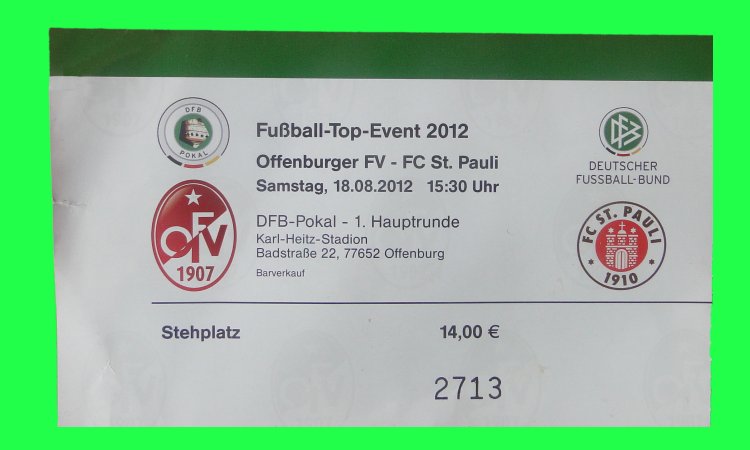 DFB
POKAL
Fußball-Top-Event 2012
Offenburger FV - FC St. Pauli
Samstag, 18.08.2012 15:30 Uhr
DFB
DEUTSCHER
FUSSBALL-BUND
OFV
1907
DFB-Pokal - 1. Hauptrunde
Karl-Heitz-Stadion
Badstraße 22, 77652 Offenburg
Barverkauf
FC ST. PAULI
1910
Stehplatz 14,00 €
2713